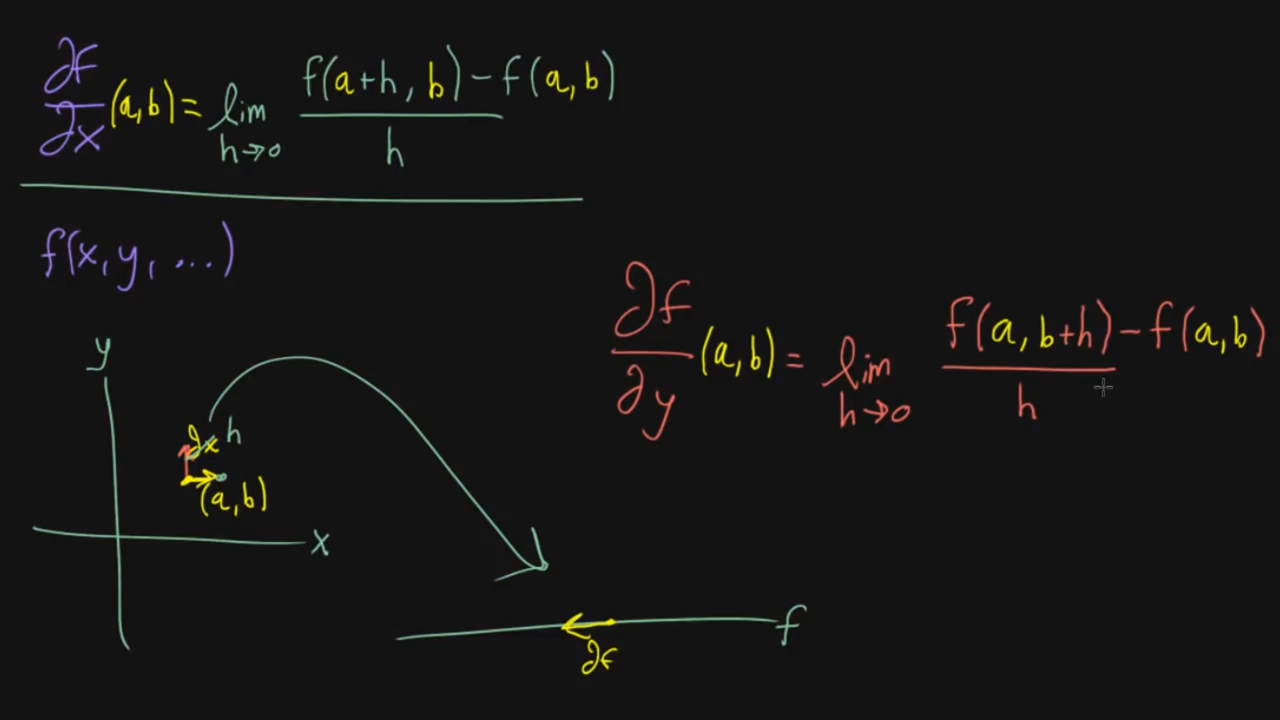 ∂f/∂x (a,b) = lim h→0 f(a+h, b) − f(a,b) / h
f(x, y, ...)
∂f/∂y (a,b) = lim h→0 f(a, b+h) − f(a,b) / h
y
∂x h
(a,b)
x
f
∂f